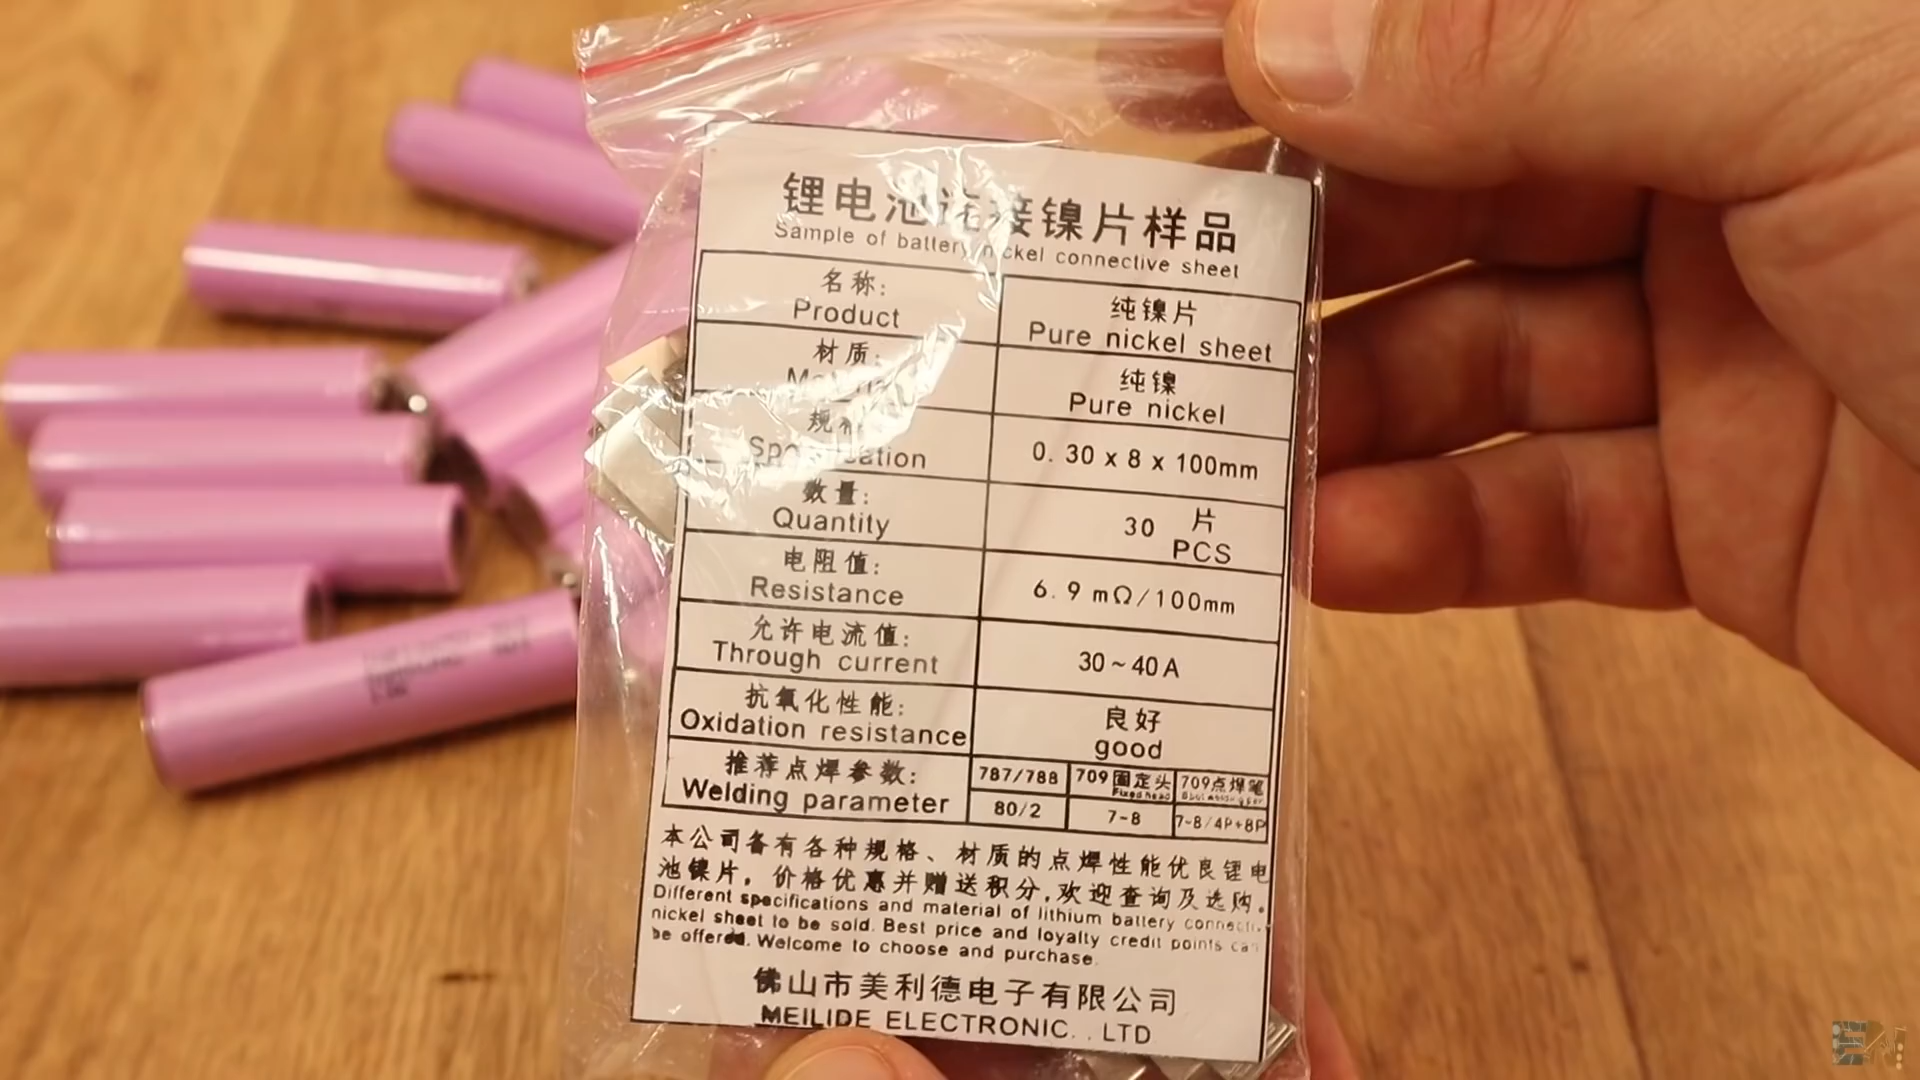 锂电池连接镍片样品
Sample of battery nickel connective sheet
名称:
Product
纯镍片
Pure nickel sheet
材质:
纯镍
Pure nickel
规格
Specification
0.30 x 8 x 100mm
数量:
Quantity
30 片
PCS
电阻值:
Resistance
6.9 mΩ/100mm
允许电流值:
Through current
30~40A
抗氧化性能:
Oxidation resistance
良好
good
推荐点焊参数:
Welding parameter
787/788
709固定头
Fixed head
709点焊笔
80/2
7-8
7-8/4P+8P
本公司备有各种规格、材质的点焊性能优良锂电
池镍片,价格优惠并赠送积分,欢迎查询及选购。
Different specifications and material of lithium battery connective
nickel sheet to be sold. Best price and loyalty credit points can
be offered. Welcome to choose and purchase.
佛山市美利德电子有限公司
MEILIDE ELECTRONIC. . LTD